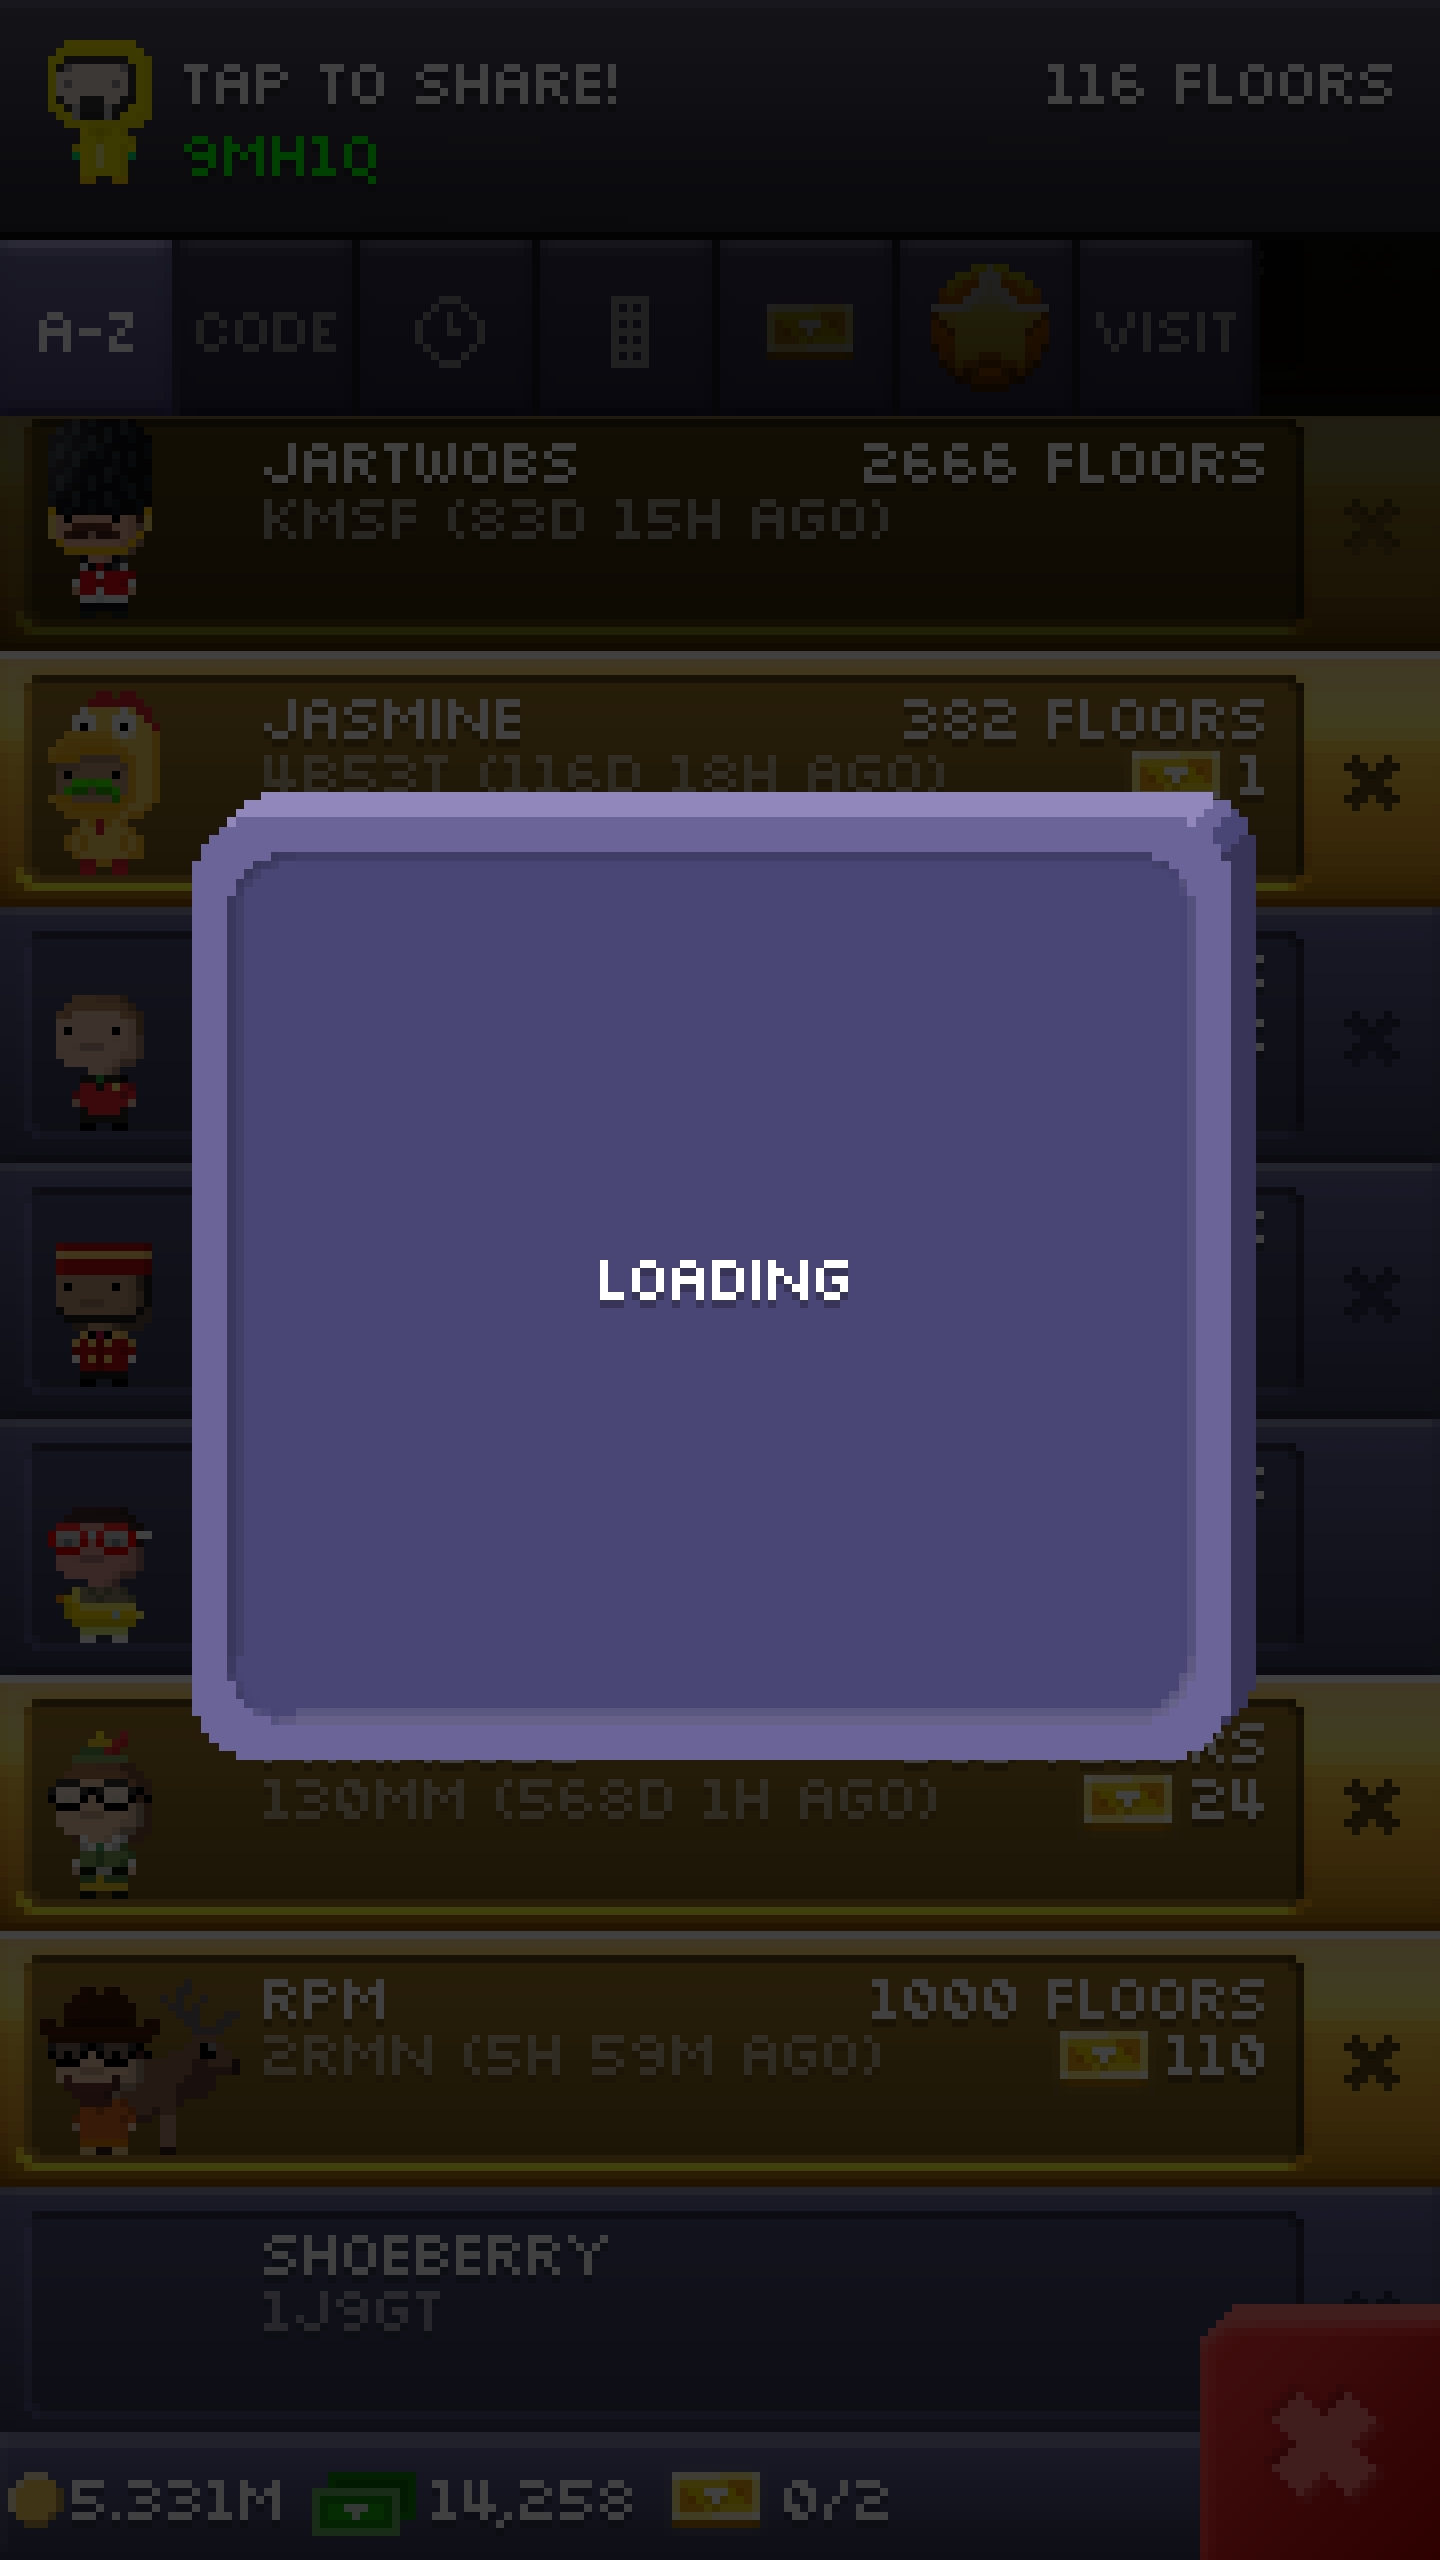 TAP TO SHARE!
116 FLOORS
9MH1Q
A-Z CODE VISIT
JARTWOBS 2666 FLOORS
KMSF (83D 15H AGO)
JASMINE 382 FLOORS
4B53T (116D 18H AGO) 1
LOADING
130MM (568D 1H AGO) 24
RPM 1000 FLOORS
2RMN (5H 59M AGO) 110
SHOEBERRY
1J9GT
5.331M 14,258 0/2